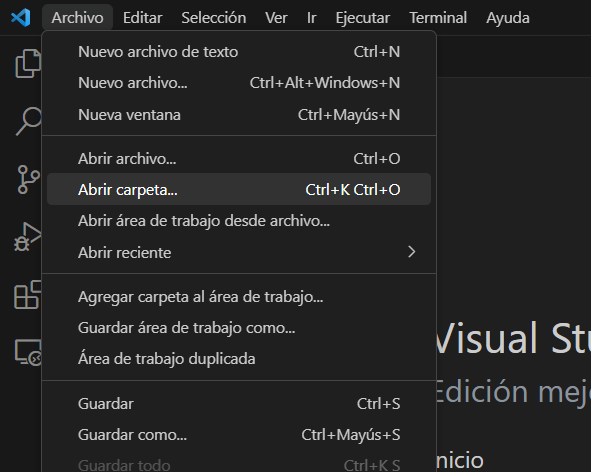 Archivo Editar Selección Ver Ir Ejecutar Terminal Ayuda
Nuevo archivo de texto Ctrl+N
Nuevo archivo... Ctrl+Alt+Windows+N
Nueva ventana Ctrl+Mayús+N
Abrir archivo... Ctrl+O
Abrir carpeta... Ctrl+K Ctrl+O
Abrir área de trabajo desde archivo...
Abrir reciente
Agregar carpeta al área de trabajo...
Guardar área de trabajo como...
Área de trabajo duplicada
Guardar Ctrl+S
Guardar como... Ctrl+Mayús+S
Guardar todo Ctrl+K S
Visual Stu
Edición mejo
nicio